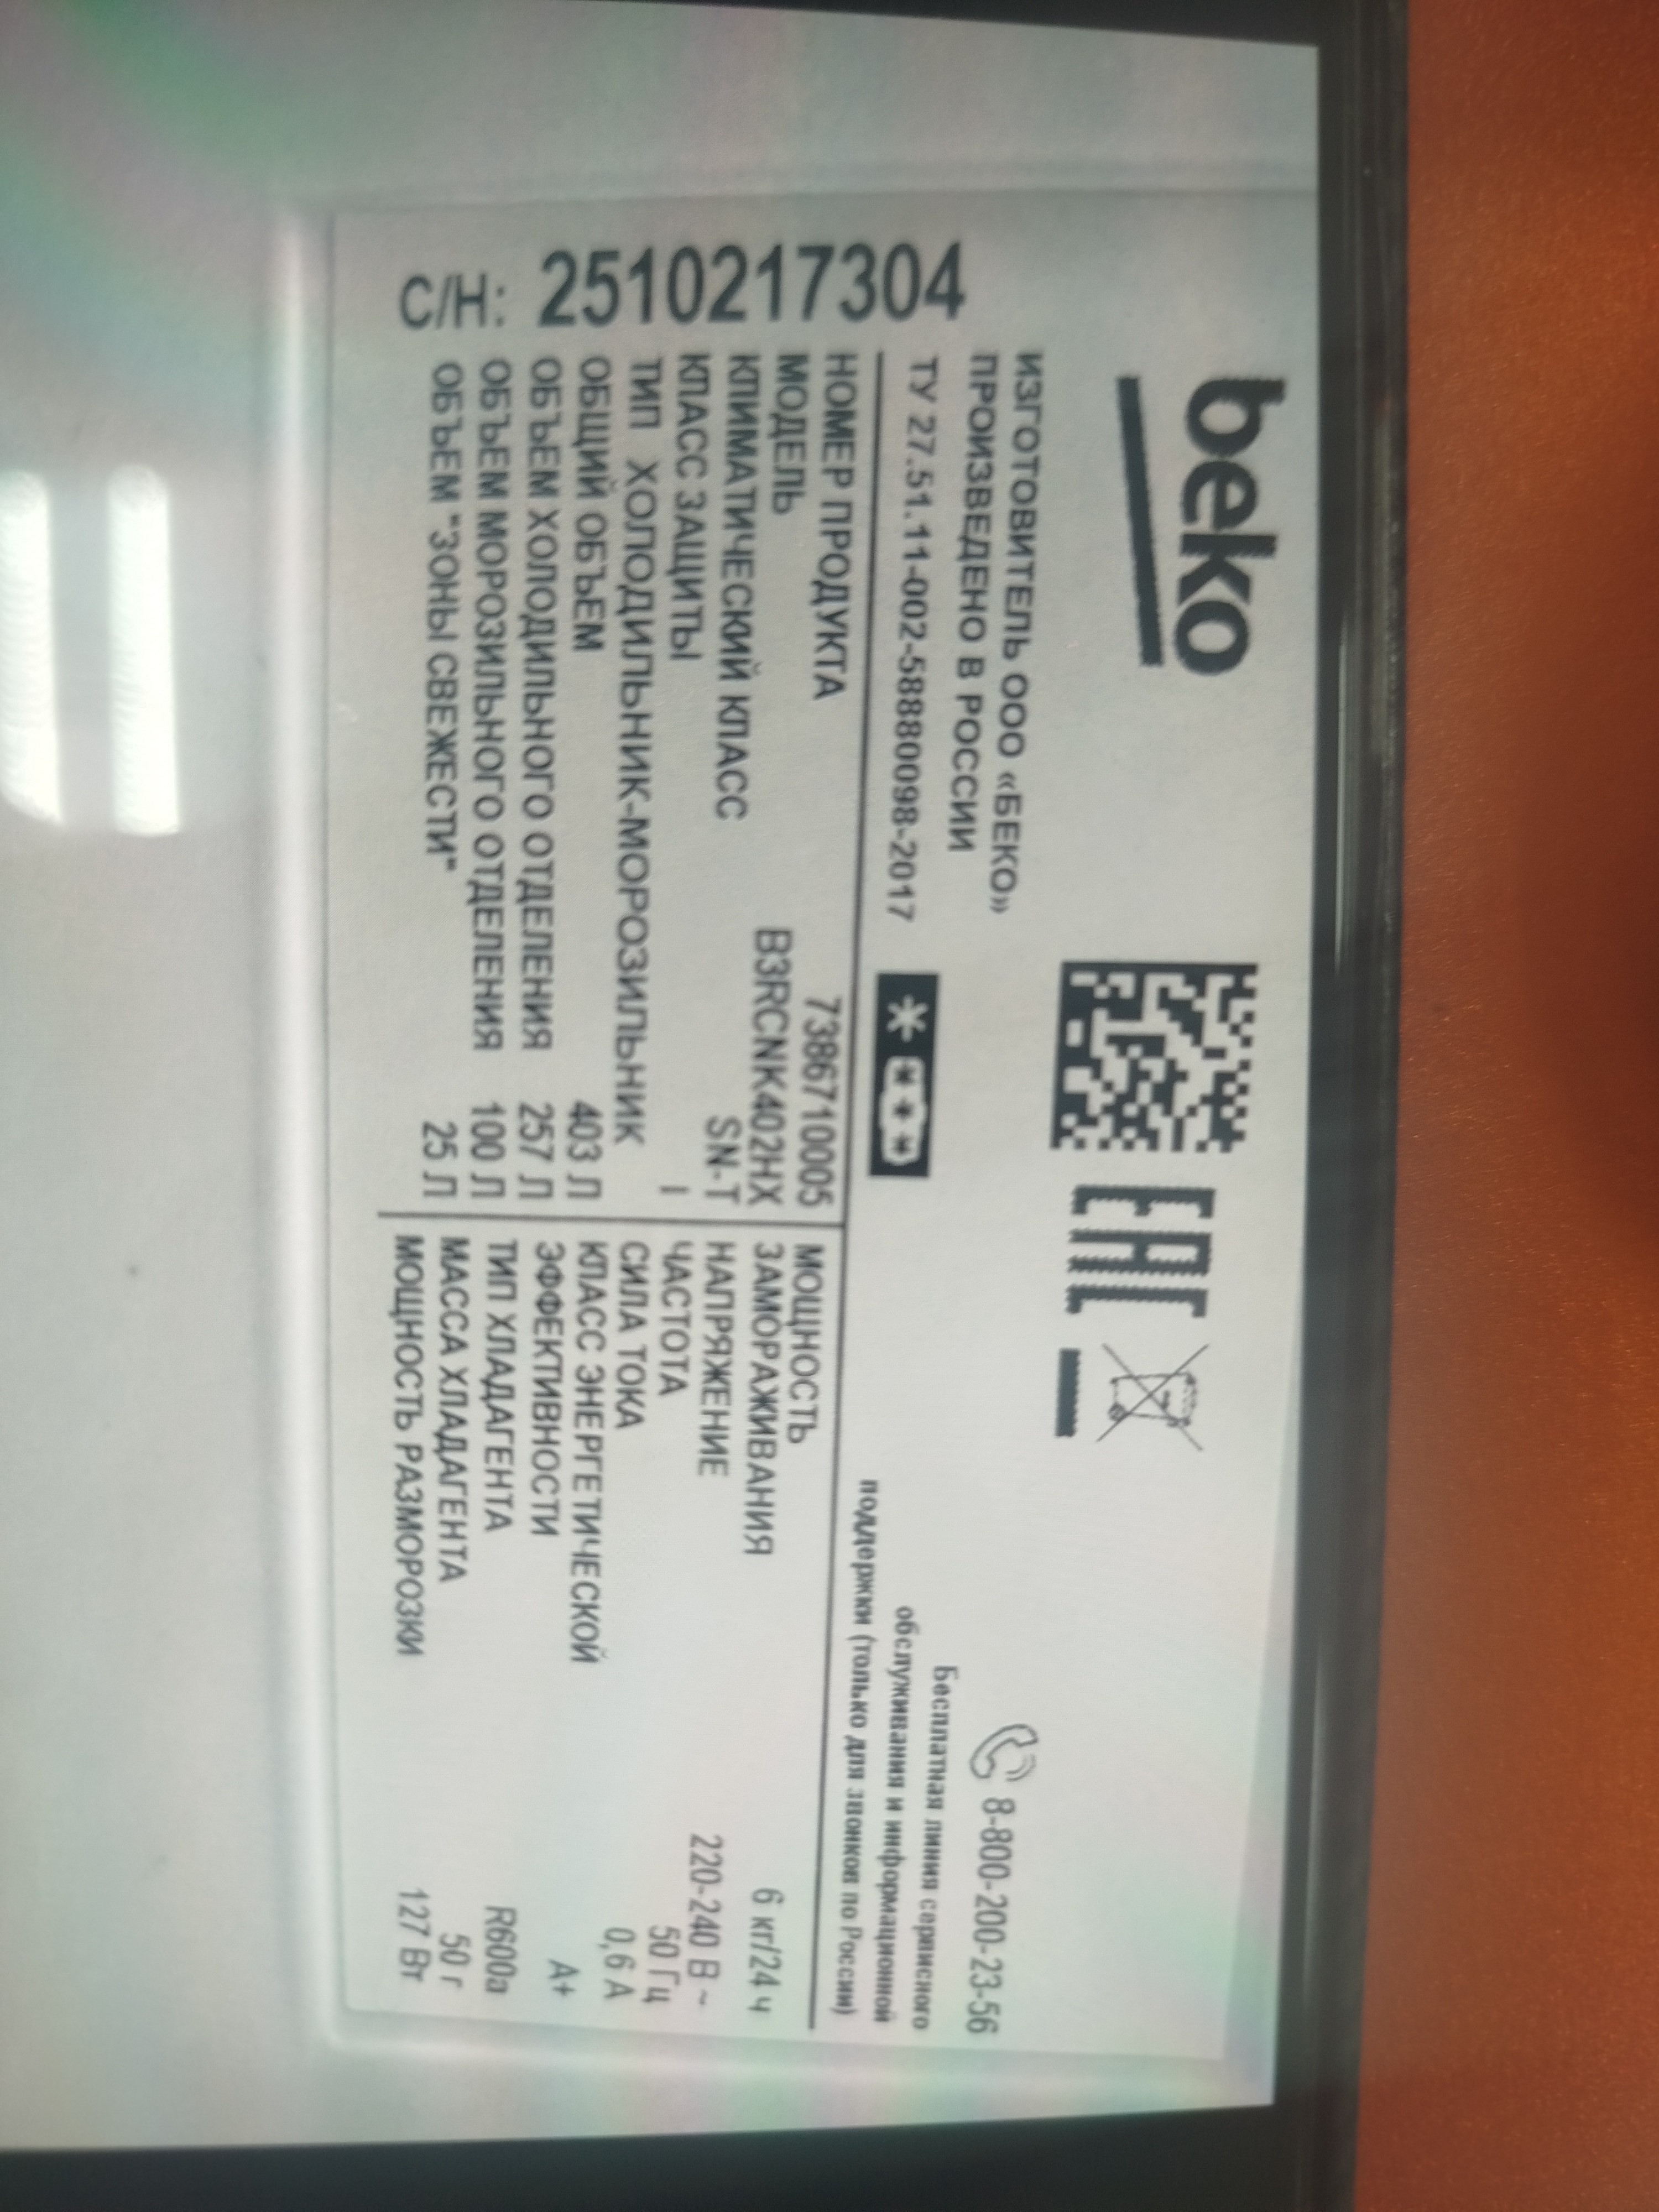 beko
ИЗГОТОВИТЕЛЬ ООО «БЕКО»
ПРОИЗВЕДЕНО В РОССИИ
ТУ 27.51.11-002-58880098-2017
EAC
8-800-200-23-56
Бесплатная линия сервисного
обслуживания и информационной
поддержки (только для звонков по России)
С/Н: 2510217304
НОМЕР ПРОДУКТА 7386710005
МОДЕЛЬ B3RCNK402HX
КЛИМАТИЧЕСКИЙ КЛАСС SN-T
КЛАСС ЗАЩИТЫ I
ТИП ХОЛОДИЛЬНИК-МОРОЗИЛЬНИК
ОБЩИЙ ОБЪЕМ 403 Л
ОБЪЕМ ХОЛОДИЛЬНОГО ОТДЕЛЕНИЯ 257 Л
ОБЪЕМ МОРОЗИЛЬНОГО ОТДЕЛЕНИЯ 100 Л
ОБЪЕМ "ЗОНЫ СВЕЖЕСТИ" 25 Л
МОЩНОСТЬ
ЗАМОРАЖИВАНИЯ 6 кг/24 ч
НАПРЯЖЕНИЕ 220-240 В ~
ЧАСТОТА 50 Гц
СИЛА ТОКА 0,6 А
КЛАСС ЭНЕРГЕТИЧЕСКОЙ
ЭФФЕКТИВНОСТИ A+
ТИП ХЛАДАГЕНТА R600a
МАССА ХЛАДАГЕНТА 50 г
МОЩНОСТЬ РАЗМОРОЗКИ 127 Вт